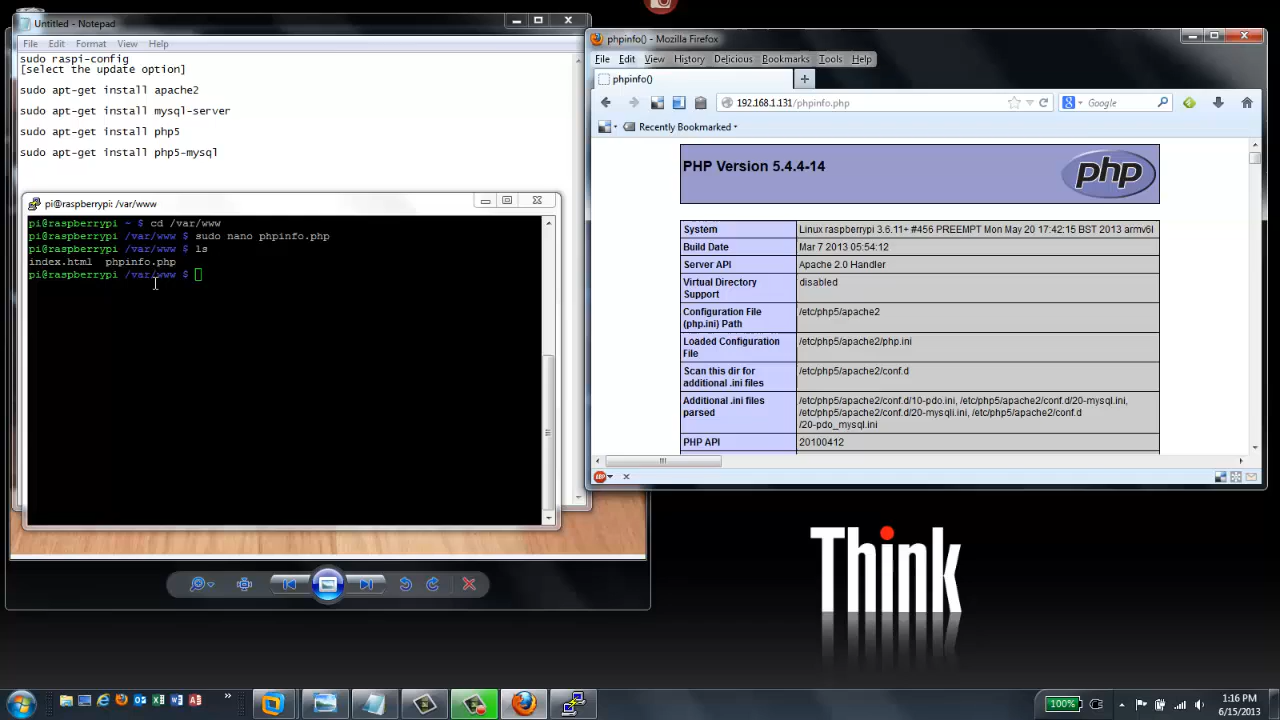 Untitled - Notepad
File Edit Format View Help
sudo raspi-config
[select the update option]
sudo apt-get install apache2
sudo apt-get install mysql-server
sudo apt-get install php5
sudo apt-get install php5-mysql
pi@raspberrypi: /var/www
pi@raspberrypi ~ $ cd /var/www
pi@raspberrypi /var/www $ sudo nano phpinfo.php
pi@raspberrypi /var/www $ ls
index.html phpinfo.php
pi@raspberrypi /var/www $
phpinfo() - Mozilla Firefox
File Edit View History Delicious Bookmarks Tools Help
phpinfo()
192.168.1.131/phpinfo.php
Google
Recently Bookmarked
PHP Version 5.4.4-14
php
System Linux raspberrypi 3.6.11+ #456 PREEMPT Mon May 20 17:42:15 BST 2013 armv6l
Build Date Mar 7 2013 05:54:12
Server API Apache 2.0 Handler
Virtual Directory Support disabled
Configuration File (php.ini) Path /etc/php5/apache2
Loaded Configuration File /etc/php5/apache2/php.ini
Scan this dir for additional .ini files /etc/php5/apache2/conf.d
Additional .ini files parsed /etc/php5/apache2/conf.d/10-pdo.ini, /etc/php5/apache2/conf.d/20-mysql.ini, /etc/php5/apache2/conf.d/20-mysqli.ini, /etc/php5/apache2/conf.d /20-pdo_mysql.ini
PHP API 20100412
Think
100%
1:16 PM
6/15/2013